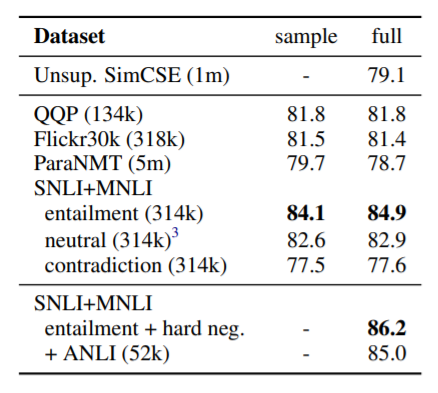 Dataset sample full
Unsup. SimCSE (1m) - 79.1
QQP (134k) 81.8 81.8
Flickr30k (318k) 81.5 81.4
ParaNMT (5m) 79.7 78.7
SNLI+MNLI
entailment (314k) 84.1 84.9
neutral (314k)³ 82.6 82.9
contradiction (314k) 77.5 77.6
SNLI+MNLI
entailment + hard neg. - 86.2
+ ANLI (52k) - 85.0